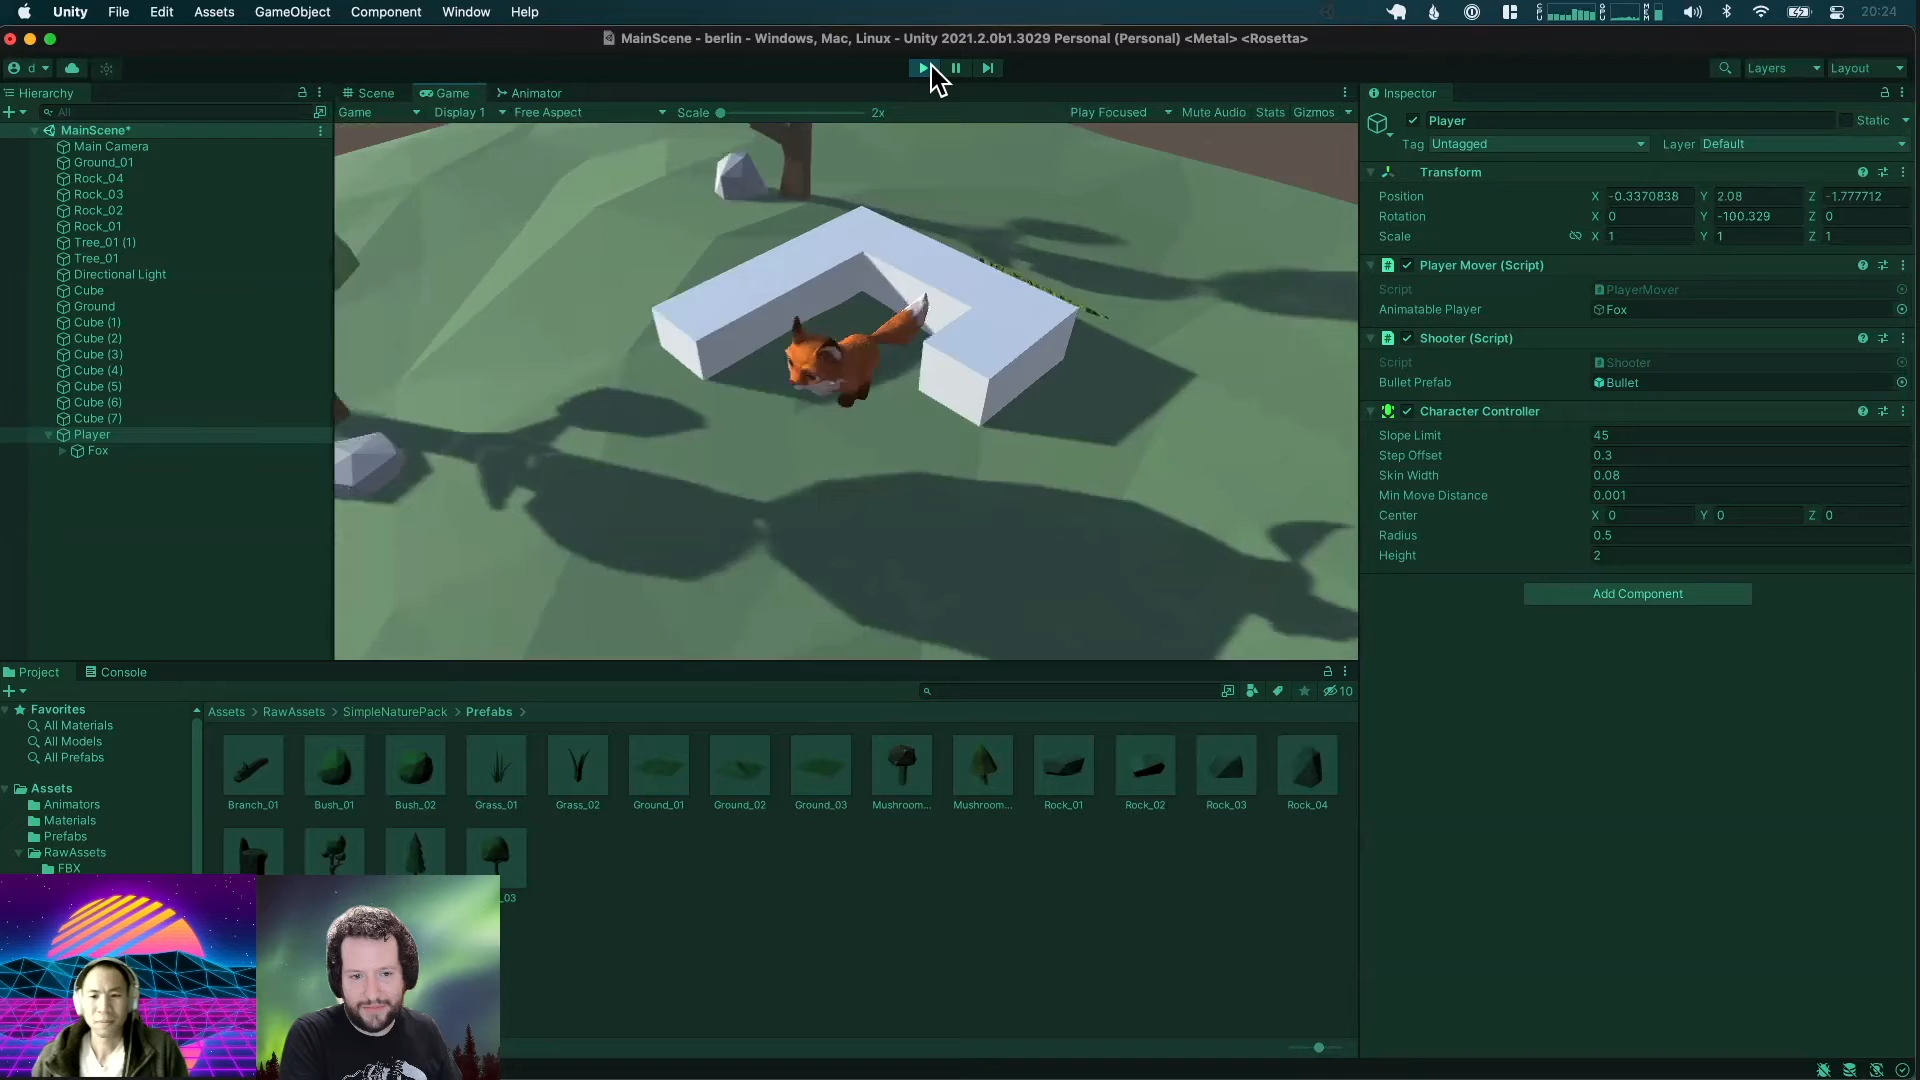 Unity File Edit Assets GameObject Component Window Help 20:24
MainScene - berlin - Windows, Mac, Linux - Unity 2021.2.0b1.3029 Personal (Personal) <Metal> <Rosetta>
d Layers Layout
Hierarchy Scene Game Animator Inspector
All Game Display 1 Free Aspect Scale 2x Play Focused Mute Audio Stats Gizmos
MainScene*
Main Camera
Ground_01
Rock_04
Rock_03
Rock_02
Rock_01
Tree_01 (1)
Tree_01
Directional Light
Cube
Ground
Cube (1)
Cube (2)
Cube (3)
Cube (4)
Cube (5)
Cube (6)
Cube (7)
Player
Fox
Player Static
Tag Untagged Layer Default
Transform
Position X -0.3370838 Y 2.08 Z -1.777712
Rotation X 0 Y -100.329 Z 0
Scale X 1 Y 1 Z 1
Player Mover (Script)
Script PlayerMover
Animatable Player Fox
Shooter (Script)
Script Shooter
Bullet Prefab Bullet
Character Controller
Slope Limit 45
Step Offset 0.3
Skin Width 0.08
Min Move Distance 0.001
Center X 0 Y 0 Z 0
Radius 0.5
Height 2
Add Component
Project Console
10
Favorites
All Materials
All Models
All Prefabs
Assets
Animators
Materials
Prefabs
RawAssets
FBX
Assets > RawAssets > SimpleNaturePack > Prefabs >
Branch_01 Bush_01 Bush_02 Grass_01 Grass_02 Ground_01 Ground_02 Ground_03 Mushroom... Mushroom... Rock_01 Rock_02 Rock_03 Rock_04
_03